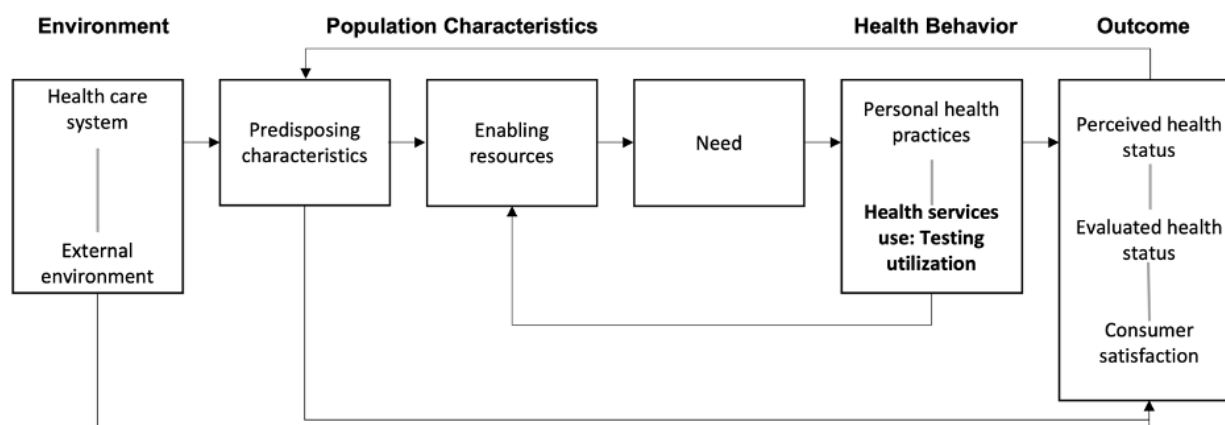 Environment
Population Characteristics
Health Behavior
Outcome
Health care
system
External
environment
Predisposing
characteristics
Enabling
resources
Need
Personal health
practices
Health services
use: Testing
utilization
Perceived health
status
Evaluated health
status
Consumer
satisfaction